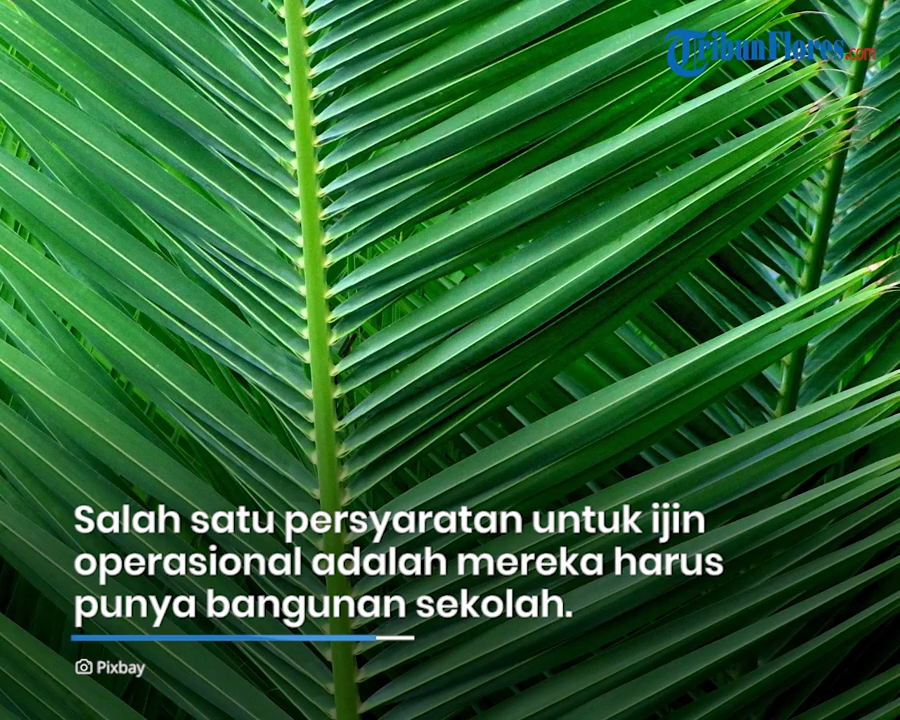 TribunFlores.com
Salah satu persyaratan untuk ijin
operasional adalah mereka harus
punya bangunan sekolah.
Pixbay